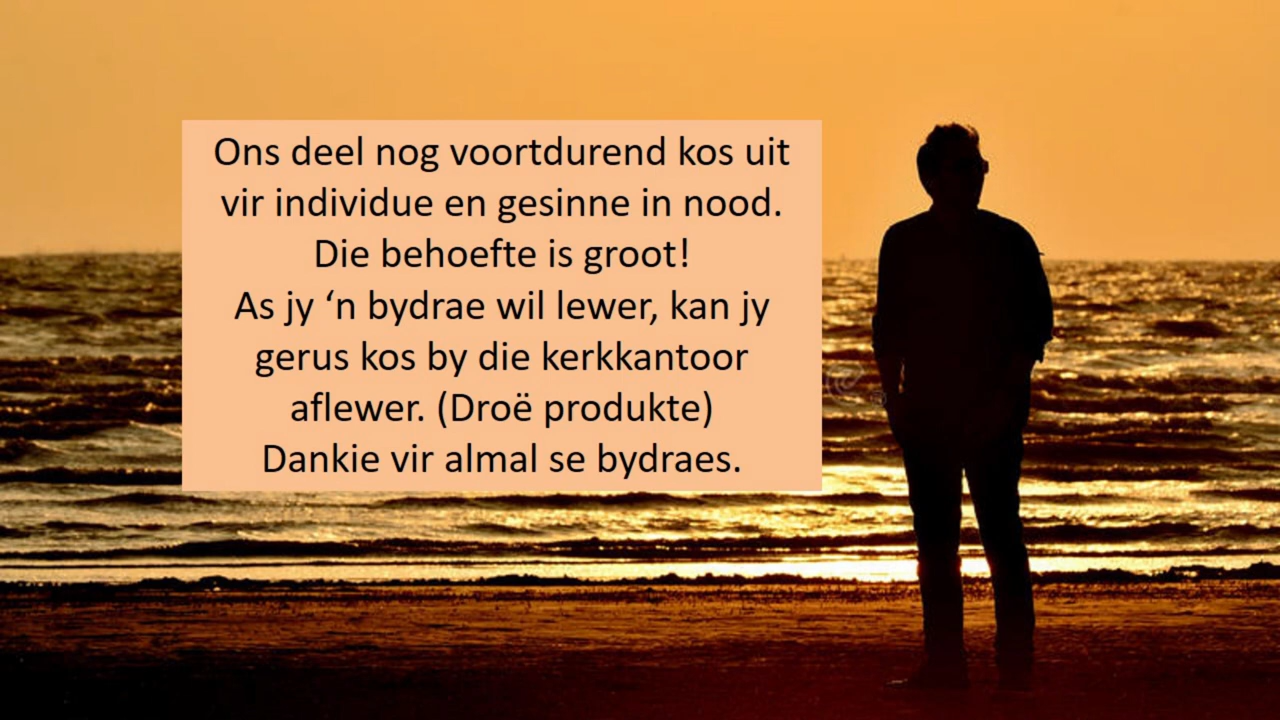 Ons deel nog voortdurend kos uit
vir individue en gesinne in nood.
Die behoefte is groot!
As jy ‘n bydrae wil lewer, kan jy
gerus kos by die kerkkantoor
aflewer. (Droë produkte)
Dankie vir almal se bydraes.